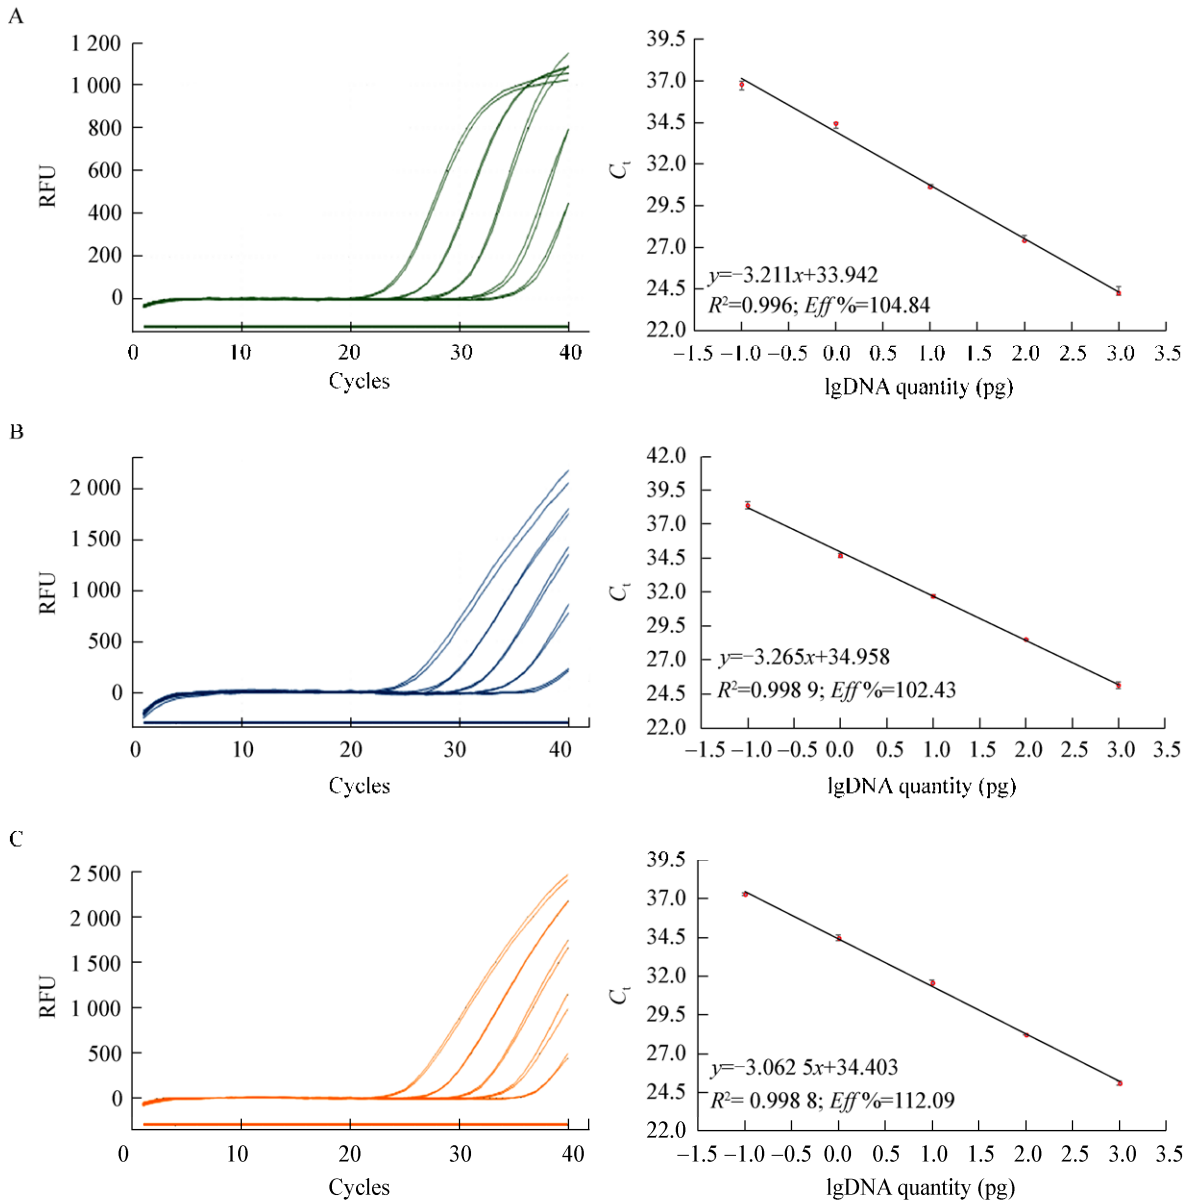 A
1 200
1 000
800
600
400
200
0
RFU
0 10 20 30 40
Cycles
39.5
37.0
34.5
32.0
29.5
27.0
24.5
22.0
Ct
y=−3.211x+33.942
R²=0.996; Eff%=104.84
−1.5 −1.0 −0.5 0.0 0.5 1.0 1.5 2.0 2.5 3.0 3.5
lgDNA quantity (pg)
B
2 000
1 500
1 000
500
0
RFU
0 10 20 30 40
Cycles
42.0
39.5
37.0
34.5
32.0
29.5
27.0
24.5
22.0
Ct
y=−3.265x+34.958
R²=0.998 9; Eff%=102.43
−1.5 −1.0 −0.5 0.0 0.5 1.0 1.5 2.0 2.5 3.0 3.5
lgDNA quantity (pg)
C
2 500
2 000
1 500
1 000
500
0
RFU
0 10 20 30 40
Cycles
39.5
37.0
34.5
32.0
29.5
27.0
24.5
22.0
Ct
y=−3.062 5x+34.403
R²= 0.998 8; Eff%=112.09
−1.5 −1.0 −0.5 0.0 0.5 1.0 1.5 2.0 2.5 3.0 3.5
lgDNA quantity (pg)